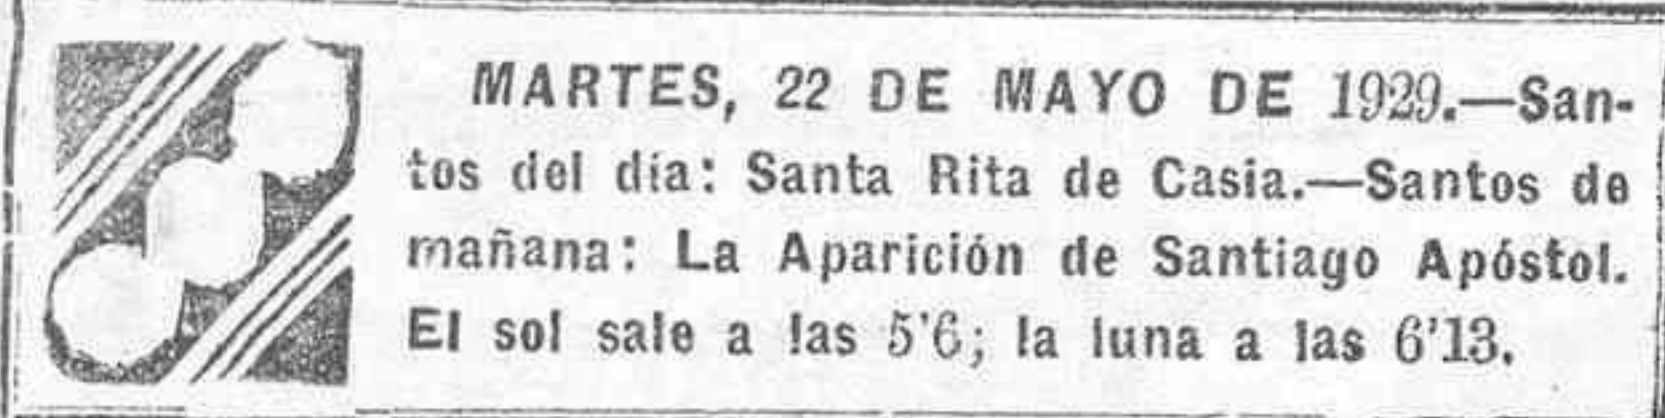 MARTES, 22 DE MAYO DE 1929.—San-
tos del día: Santa Rita de Casia.—Santos de
mañana: La Aparición de Santiago Apóstol.
El sol sale a las 5'6; la luna a las 6'13.